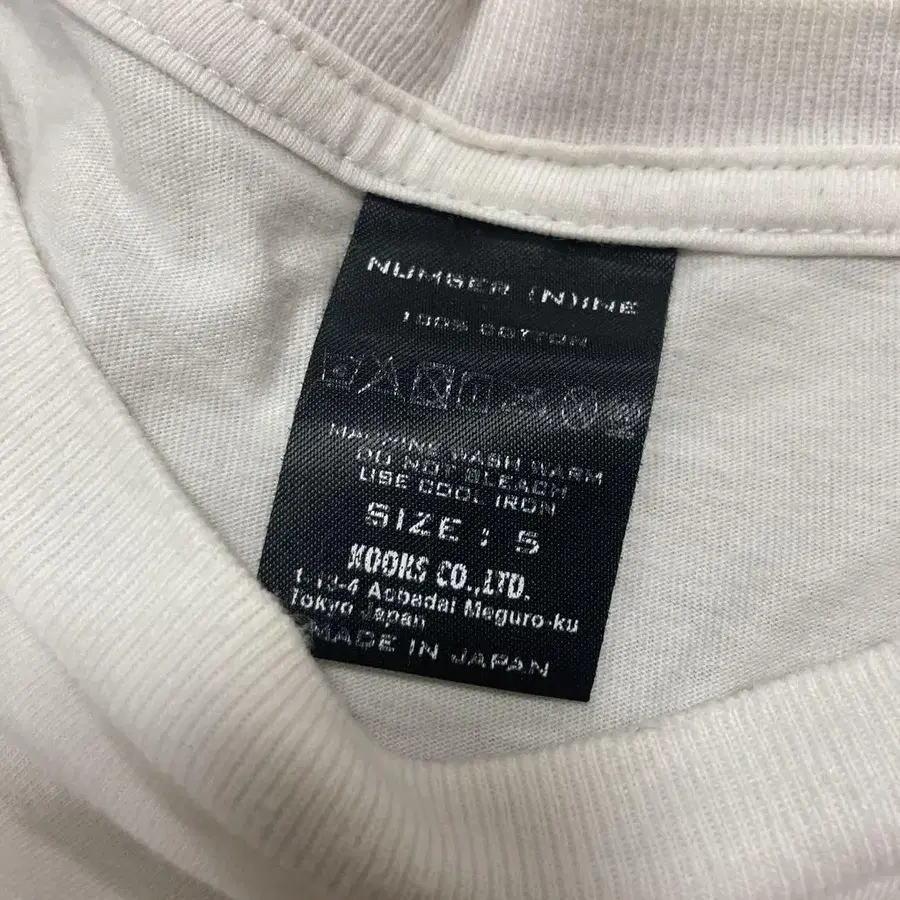 NUMBER (N)INE
100% COTTON
MACHINE WASH WARM
DO NOT BLEACH
USE COOL IRON
SIZE : 5
KOOKS CO.,LTD.
1-13-4 Aobadai Meguro-ku
Tokyo Japan
MADE IN JAPAN